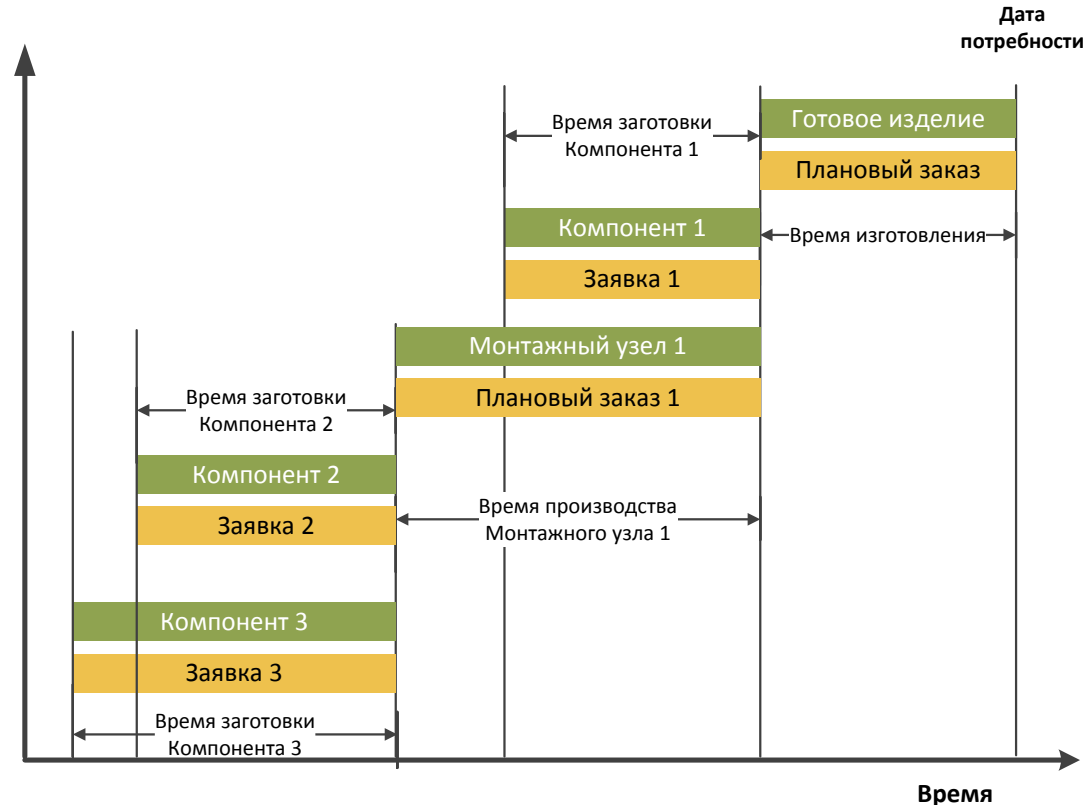 Дата
потребности
Готовое изделие
Время заготовки
Компонента 1
Плановый заказ
Компонент 1
Время изготовления
Заявка 1
Монтажный узел 1
Время заготовки
Компонента 2
Плановый заказ 1
Компонент 2
Время производства
Монтажного узла 1
Заявка 2
Компонент 3
Заявка 3
Время заготовки
Компонента 3
Время